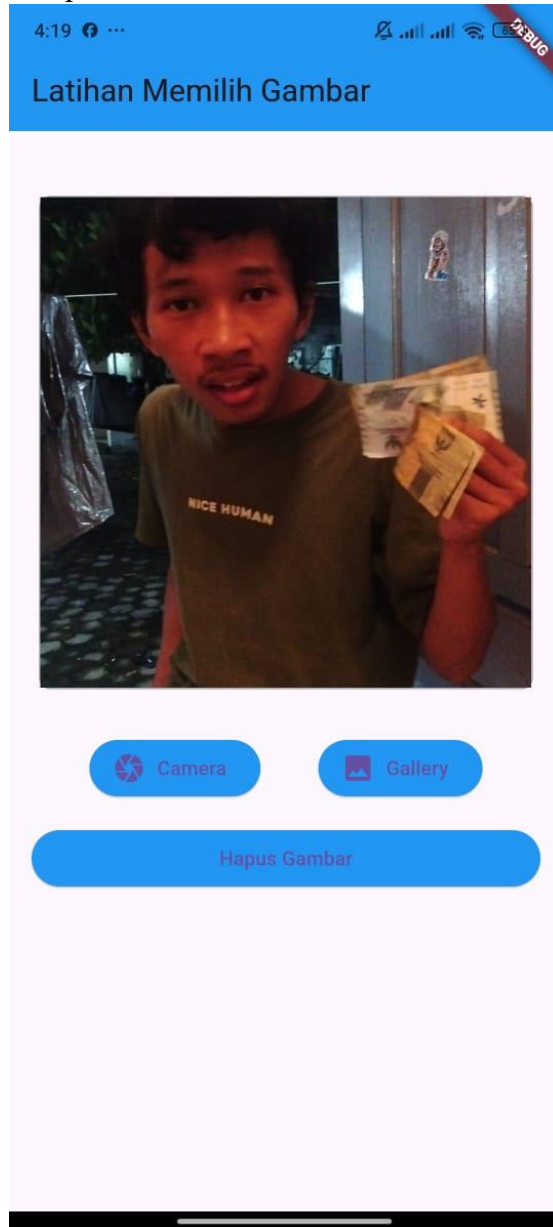 4:19
DEBUG
Latihan Memilih Gambar
NICE HUMAN
Camera
Gallery
Hapus Gambar